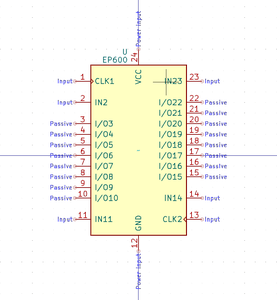 Power input
U
EP600
24
VCC
Input 1 CLK1 IN23 23 Input
Input 2 IN2 I/O22 22 Passive
I/O21 21 Passive
Passive 3 I/O3 I/O20 20 Passive
Passive 4 I/O4 I/O19 19 Passive
Passive 5 I/O5 I/O18 18 Passive
Passive 6 I/O6 I/O17 17 Passive
Passive 7 I/O7 I/O16 16 Passive
Passive 8 I/O8 I/O15 15 Passive
Passive 9 I/O9
Passive 10 I/O10 IN14 14 Input
Input 11 IN11 CLK2 13 Input
GND
12
Power input